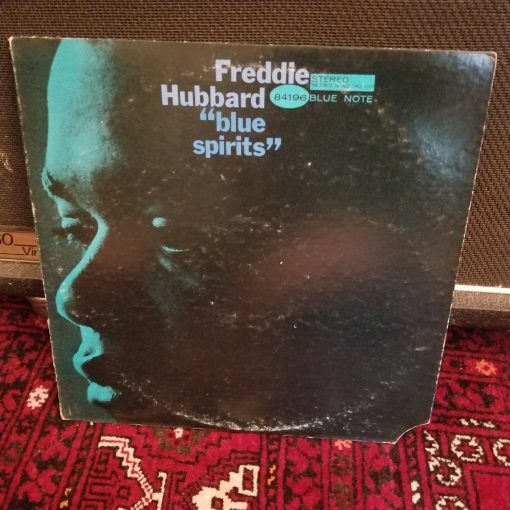 Freddie
Hubbard
"blue
spirits"
STEREO
84196 BLUE NOTE